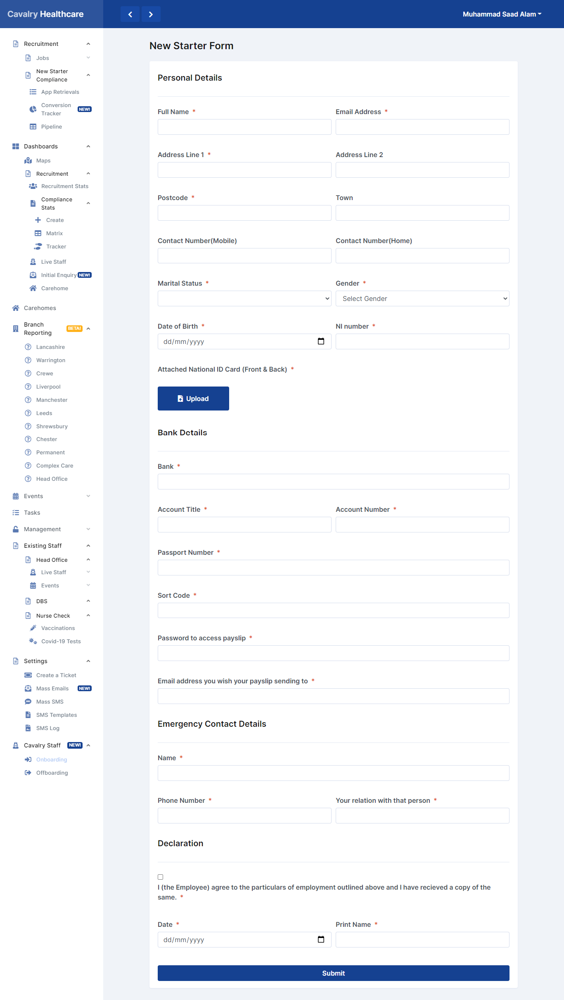 Cavalry Healthcare
Muhammad Saad Alam
Recruitment
Jobs
New Starter
Compliance
App Retrievals
Conversion
Tracker
NEW!
Pipeline
Dashboards
Maps
Recruitment
Recruitment Stats
Compliance
Stats
Create
Matrix
Tracker
Live Staff
Initial Enquiry NEW!
Carehome
Carehomes
Branch
Reporting
BETA!
Lancashire
Warrington
Crewe
Liverpool
Manchester
Leeds
Shrewsbury
Chester
Permanent
Complex Care
Head Office
Events
Tasks
Management
Existing Staff
Head Office
Live Staff
Events
DBS
Nurse Check
Vaccinations
Covid-19 Tests
Settings
Create a Ticket
Mass Emails NEW!
Mass SMS
SMS Templates
SMS Log
Cavalry Staff NEW!
Onboarding
Offboarding
New Starter Form
Personal Details
Full Name *
Email Address *
Address Line 1 *
Address Line 2
Postcode *
Town
Contact Number(Mobile)
Contact Number(Home)
Marital Status *
Gender *
Select Gender
Date of Birth *
dd/mm/yyyy
NI number *
Attached National ID Card (Front & Back) *
Upload
Bank Details
Bank *
Account Title *
Account Number *
Passport Number *
Sort Code *
Password to access payslip *
Email address you wish your payslip sending to *
Emergency Contact Details
Name *
Phone Number *
Your relation with that person *
Declaration
I (the Employee) agree to the particulars of employment outlined above and I have recieved a copy of the
same. *
Date *
dd/mm/yyyy
Print Name *
Submit